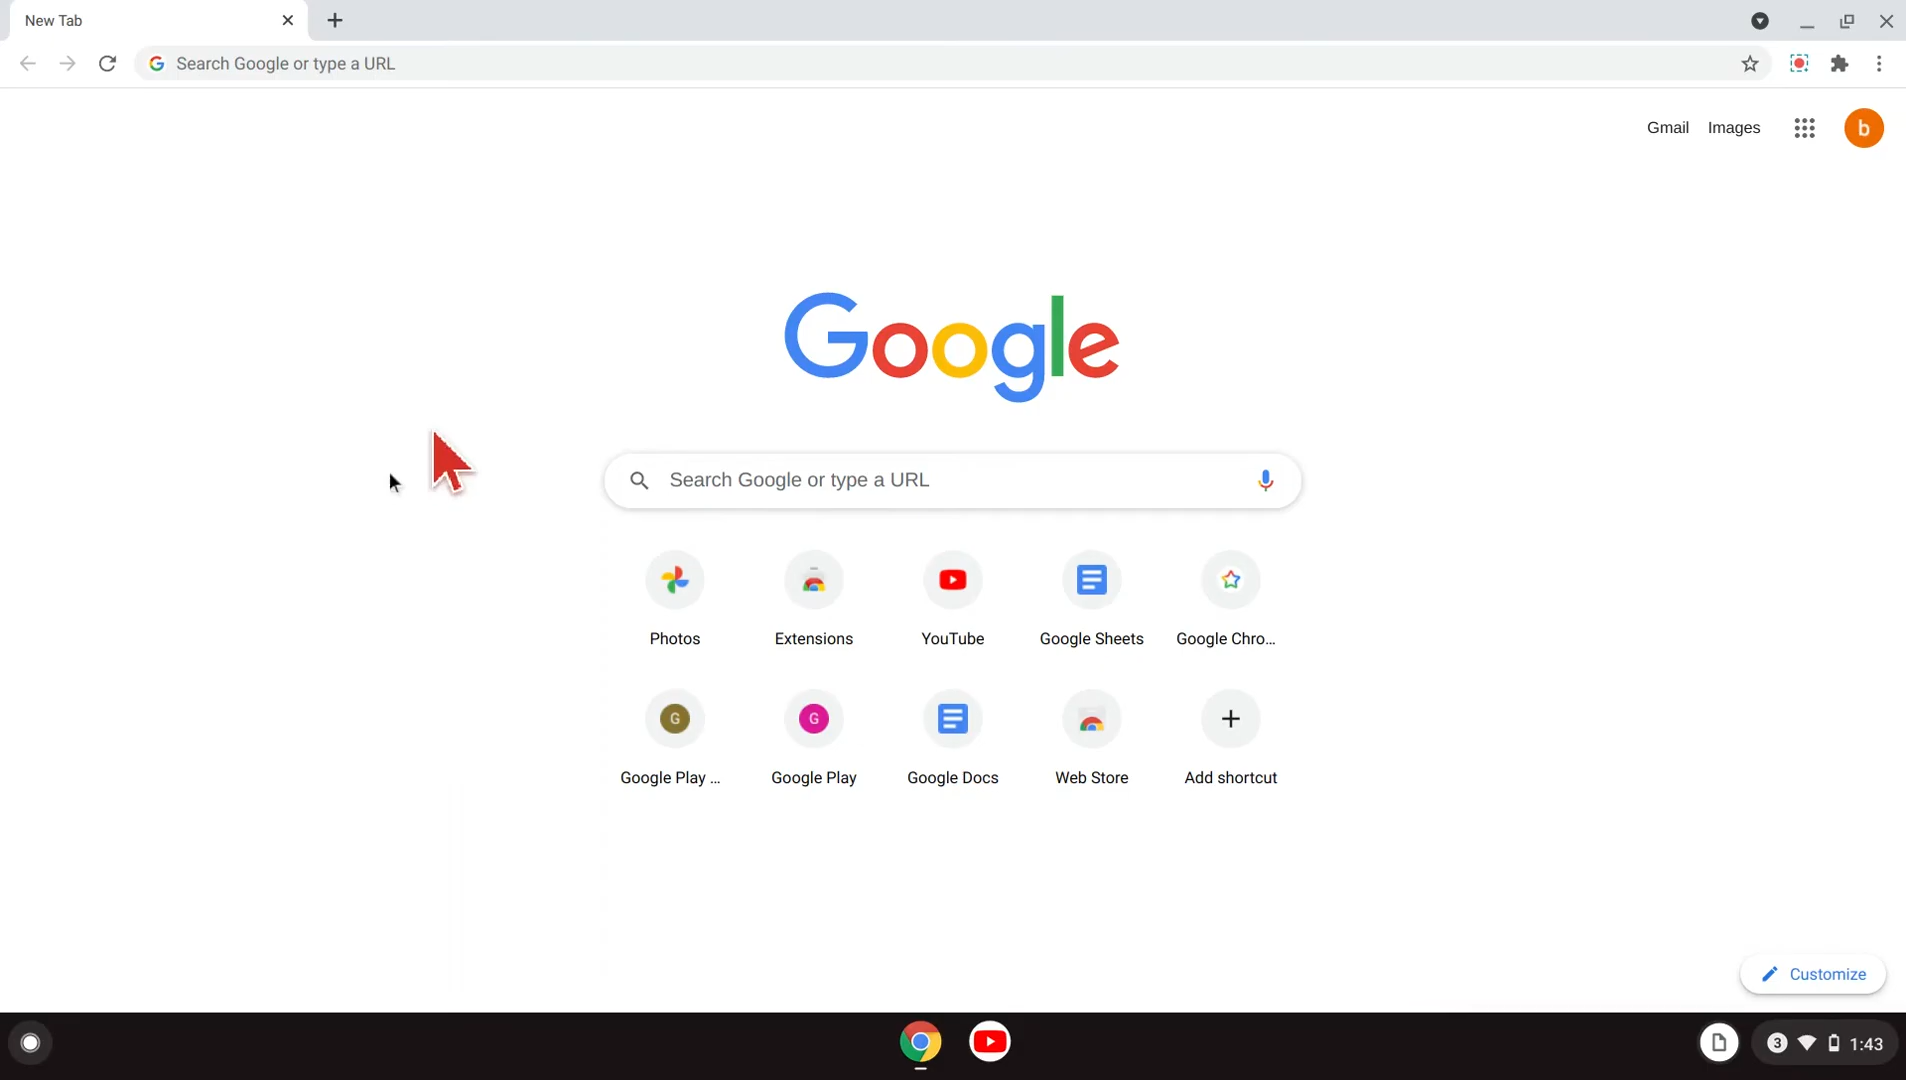 New Tab
Search Google or type a URL
Gmail Images b
Google
Search Google or type a URL
Photos Extensions YouTube Google Sheets Google Chro...
G G
Google Play ... Google Play Google Docs Web Store Add shortcut
Customize
3 1:43